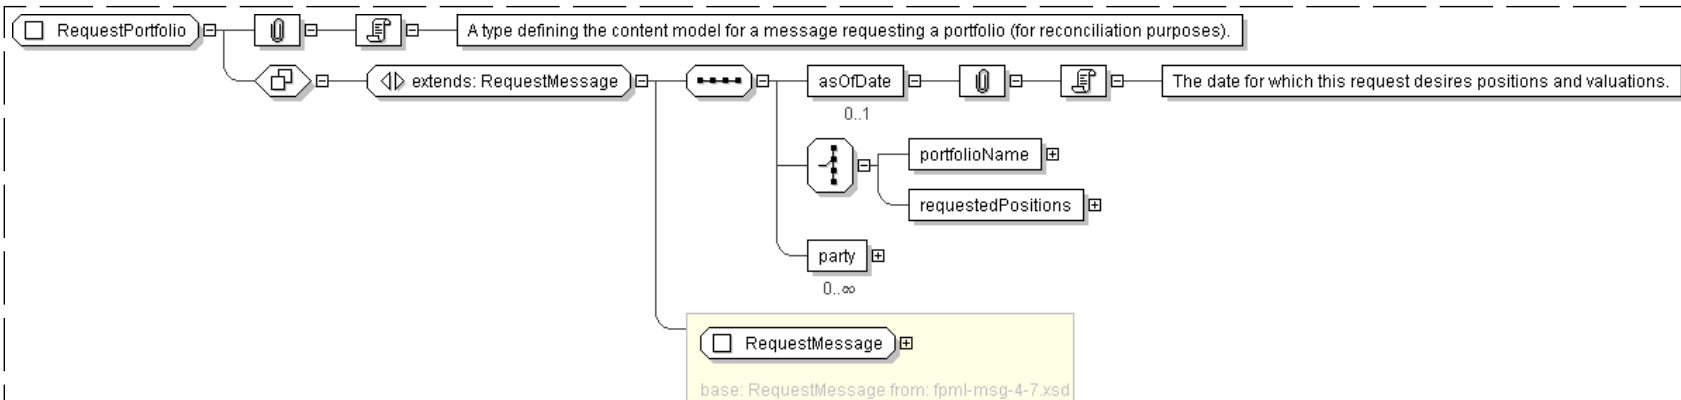 RequestPortfolio
A type defining the content model for a message requesting a portfolio (for reconciliation purposes).
extends: RequestMessage
asOfDate
The date for which this request desires positions and valuations.
0..1
portfolioName
requestedPositions
party
0..∞
RequestMessage
base: RequestMessage from: fpml-msg-4-7.xsd